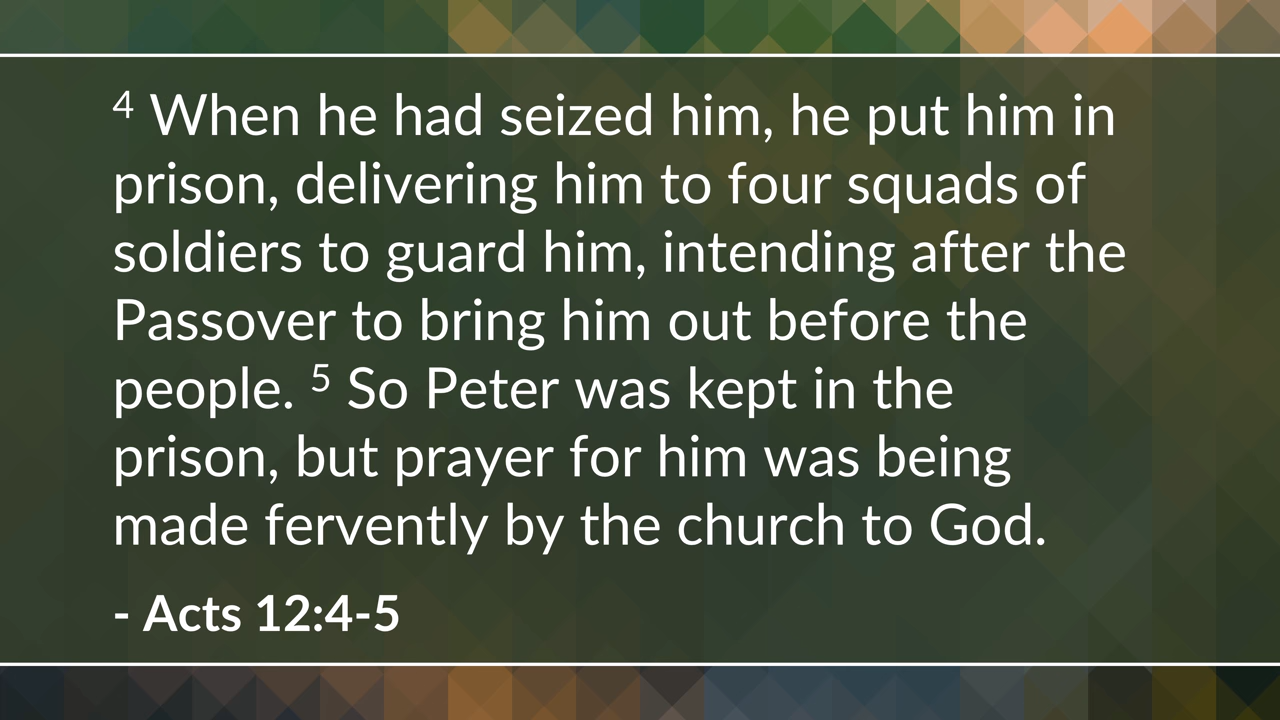 4 When he had seized him, he put him in
prison, delivering him to four squads of
soldiers to guard him, intending after the
Passover to bring him out before the
people. 5 So Peter was kept in the
prison, but prayer for him was being
made fervently by the church to God.
- Acts 12:4-5